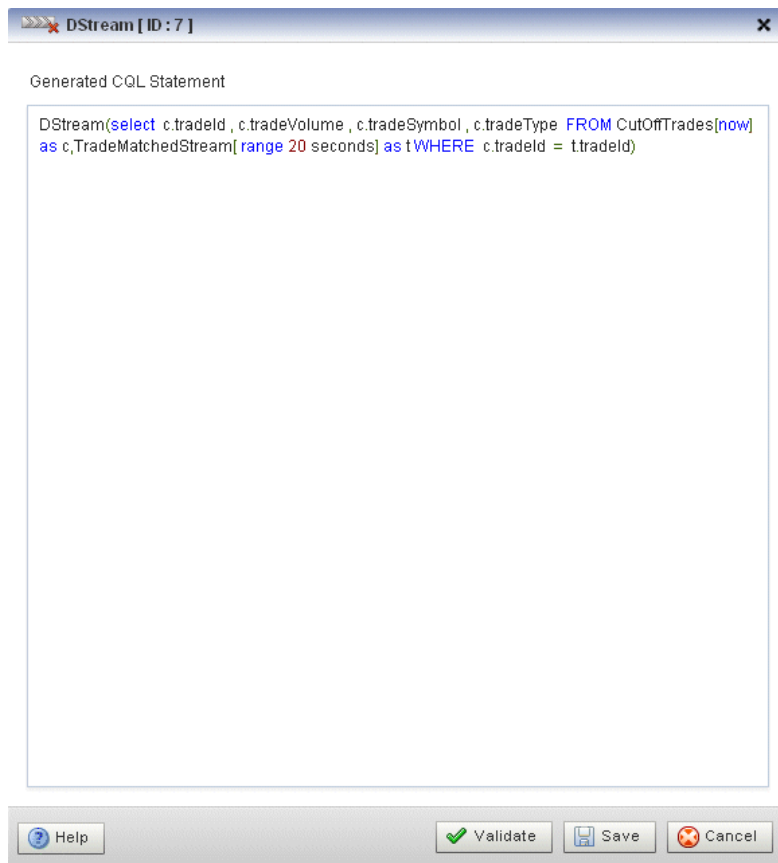 DStream [ ID : 7 ]
Generated CQL Statement
DStream(select c.tradeId , c.tradeVolume , c.tradeSymbol , c.tradeType FROM CutOffTrades[now]
as c,TradeMatchedStream[ range 20 seconds] as t WHERE c.tradeId = t.tradeId)
Help
Validate
Save
Cancel